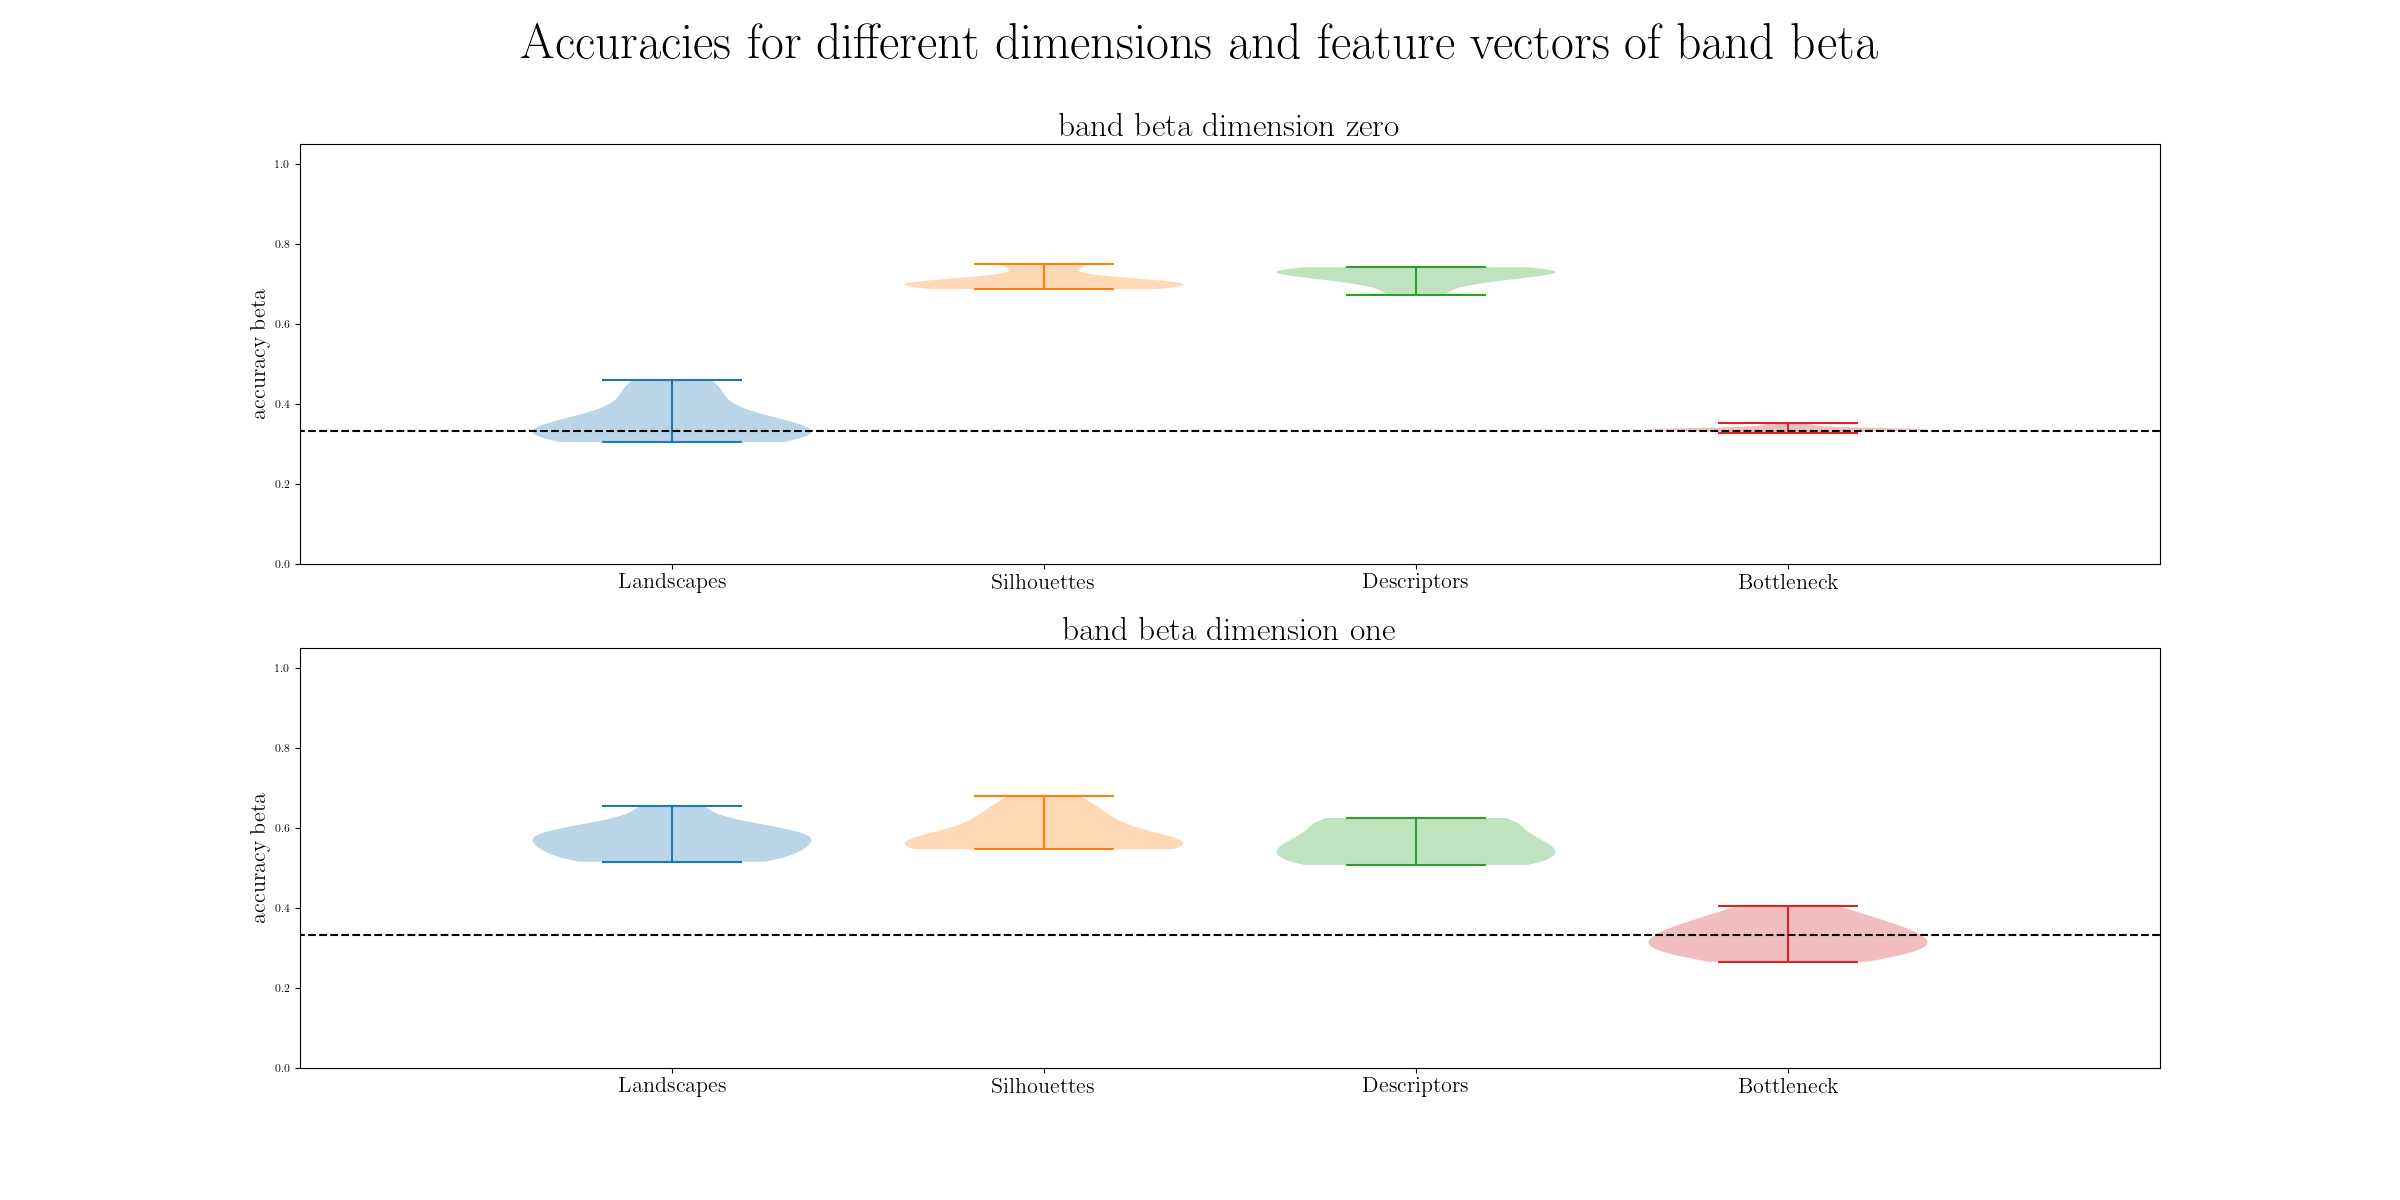 Accuracies for different dimensions and feature vectors of band beta
band beta dimension zero
1.0
0.8
0.6
0.4
0.2
0.0
accuracy beta
Landscapes Silhouettes Descriptors Bottleneck
band beta dimension one
1.0
0.8
0.6
0.4
0.2
0.0
accuracy beta
Landscapes Silhouettes Descriptors Bottleneck